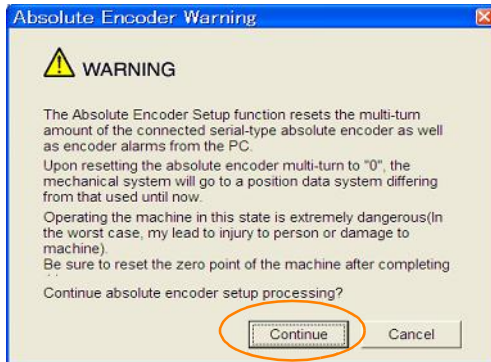 Absolute Encoder Warning
WARNING
The Absolute Encoder Setup function resets the multi-turn
amount of the connected serial-type absolute encoder as well
as encoder alarms from the PC.
Upon resetting the absolute encoder multi-turn to "0", the
mechanical system will go to a position data system differing
from that used until now.
Operating the machine in this state is extremely dangerous(In
the worst case, my lead to injury to person or damage to
machine).
Be sure to reset the zero point of the machine after completing
Continue absolute encoder setup processing?
Continue Cancel